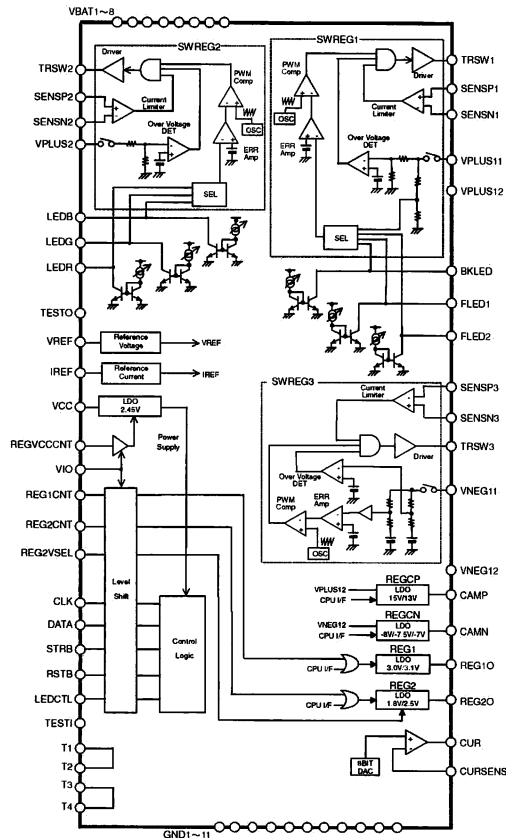 VBAT1~8
SWREG2
Driver
TRSW2
SENSP2
SENSN2
Current
Limiter
PWM
Comp
OSC
VPLUS2
Over Voltage
DET
ERR
Amp
SEL
LEDB
LEDG
LEDR
TESTO
VREF
Reference
Voltage
VREF
IREF
Reference
Current
IREF
VCC
LDO
2.45V
REGVCCCNT
Power
Supply
VIO
REG1CNT
REG2CNT
REG2VSEL
Level
Shift
CLK
DATA
STRB
RSTB
LEDCTL
Control
Logic
TESTI
T1
T2
T3
T4
GND1~11
SWREG1
PWM
Comp
Driver
TRSW1
SENSP1
SENSN1
Current
Limiter
OSC
ERR
Amp
Over Voltage
DET
VPLUS11
VPLUS12
SEL
BKLED
FLED1
FLED2
SWREG3
Current
Limiter
SENSP3
SENSN3
TRSW3
Driver
Over Voltage
DET
PWM
Comp
ERR
Amp
OSC
VNEG11
VNEG12
REGCP
VPLUS12
CPU I/F
LDO
15V/13V
CAMP
REGCN
VNEG12
CPU I/F
LDO
-8V/-7.5V/-7V
CAMN
REG1
CPU I/F
LDO
3.0V/3.1V
REG1O
REG2
CPU I/F
LDO
1.8V/2.5V
REG2O
8BIT
DAC
CUR
CURSENS